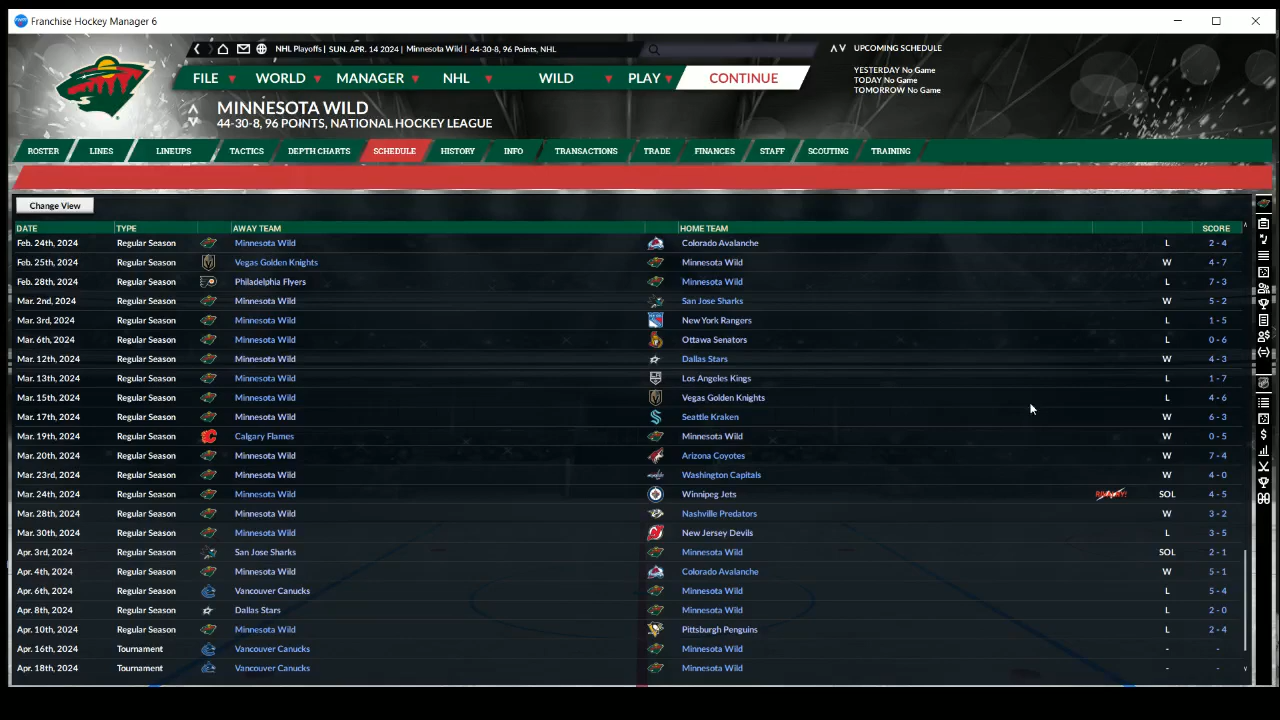 Franchise Hockey Manager 6
NHL Playoffs | SUN. APR. 14 2024 | Minnesota Wild | 44-30-8, 96 Points, NHL
UPCOMING SCHEDULE
YESTERDAY No Game
TODAY No Game
TOMORROW No Game
FILE WORLD MANAGER NHL WILD PLAY CONTINUE
MINNESOTA WILD
44-30-8, 96 POINTS, NATIONAL HOCKEY LEAGUE
ROSTER LINES LINEUPS TACTICS DEPTH CHARTS SCHEDULE HISTORY INFO TRANSACTIONS TRADE FINANCES STAFF SCOUTING TRAINING
Change View
DATE TYPE AWAY TEAM HOME TEAM SCORE
Feb. 24th, 2024 Regular Season Minnesota Wild Colorado Avalanche L 2 - 4
Feb. 25th, 2024 Regular Season Vegas Golden Knights Minnesota Wild W 4 - 7
Feb. 28th, 2024 Regular Season Philadelphia Flyers Minnesota Wild L 7 - 3
Mar. 2nd, 2024 Regular Season Minnesota Wild San Jose Sharks W 5 - 2
Mar. 3rd, 2024 Regular Season Minnesota Wild New York Rangers L 1 - 5
Mar. 6th, 2024 Regular Season Minnesota Wild Ottawa Senators L 0 - 6
Mar. 12th, 2024 Regular Season Minnesota Wild Dallas Stars W 4 - 3
Mar. 13th, 2024 Regular Season Minnesota Wild Los Angeles Kings L 1 - 7
Mar. 15th, 2024 Regular Season Minnesota Wild Vegas Golden Knights L 4 - 6
Mar. 17th, 2024 Regular Season Minnesota Wild Seattle Kraken W 6 - 3
Mar. 19th, 2024 Regular Season Calgary Flames Minnesota Wild W 0 - 5
Mar. 20th, 2024 Regular Season Minnesota Wild Arizona Coyotes W 7 - 4
Mar. 23rd, 2024 Regular Season Minnesota Wild Washington Capitals W 4 - 0
Mar. 24th, 2024 Regular Season Minnesota Wild Winnipeg Jets RIVALRY! SOL 4 - 5
Mar. 28th, 2024 Regular Season Minnesota Wild Nashville Predators W 3 - 2
Mar. 30th, 2024 Regular Season Minnesota Wild New Jersey Devils L 3 - 5
Apr. 3rd, 2024 Regular Season San Jose Sharks Minnesota Wild SOL 2 - 1
Apr. 4th, 2024 Regular Season Minnesota Wild Colorado Avalanche W 5 - 1
Apr. 6th, 2024 Regular Season Vancouver Canucks Minnesota Wild L 5 - 4
Apr. 8th, 2024 Regular Season Dallas Stars Minnesota Wild L 2 - 0
Apr. 10th, 2024 Regular Season Minnesota Wild Pittsburgh Penguins L 2 - 4
Apr. 16th, 2024 Tournament Vancouver Canucks Minnesota Wild - -
Apr. 18th, 2024 Tournament Vancouver Canucks Minnesota Wild - -